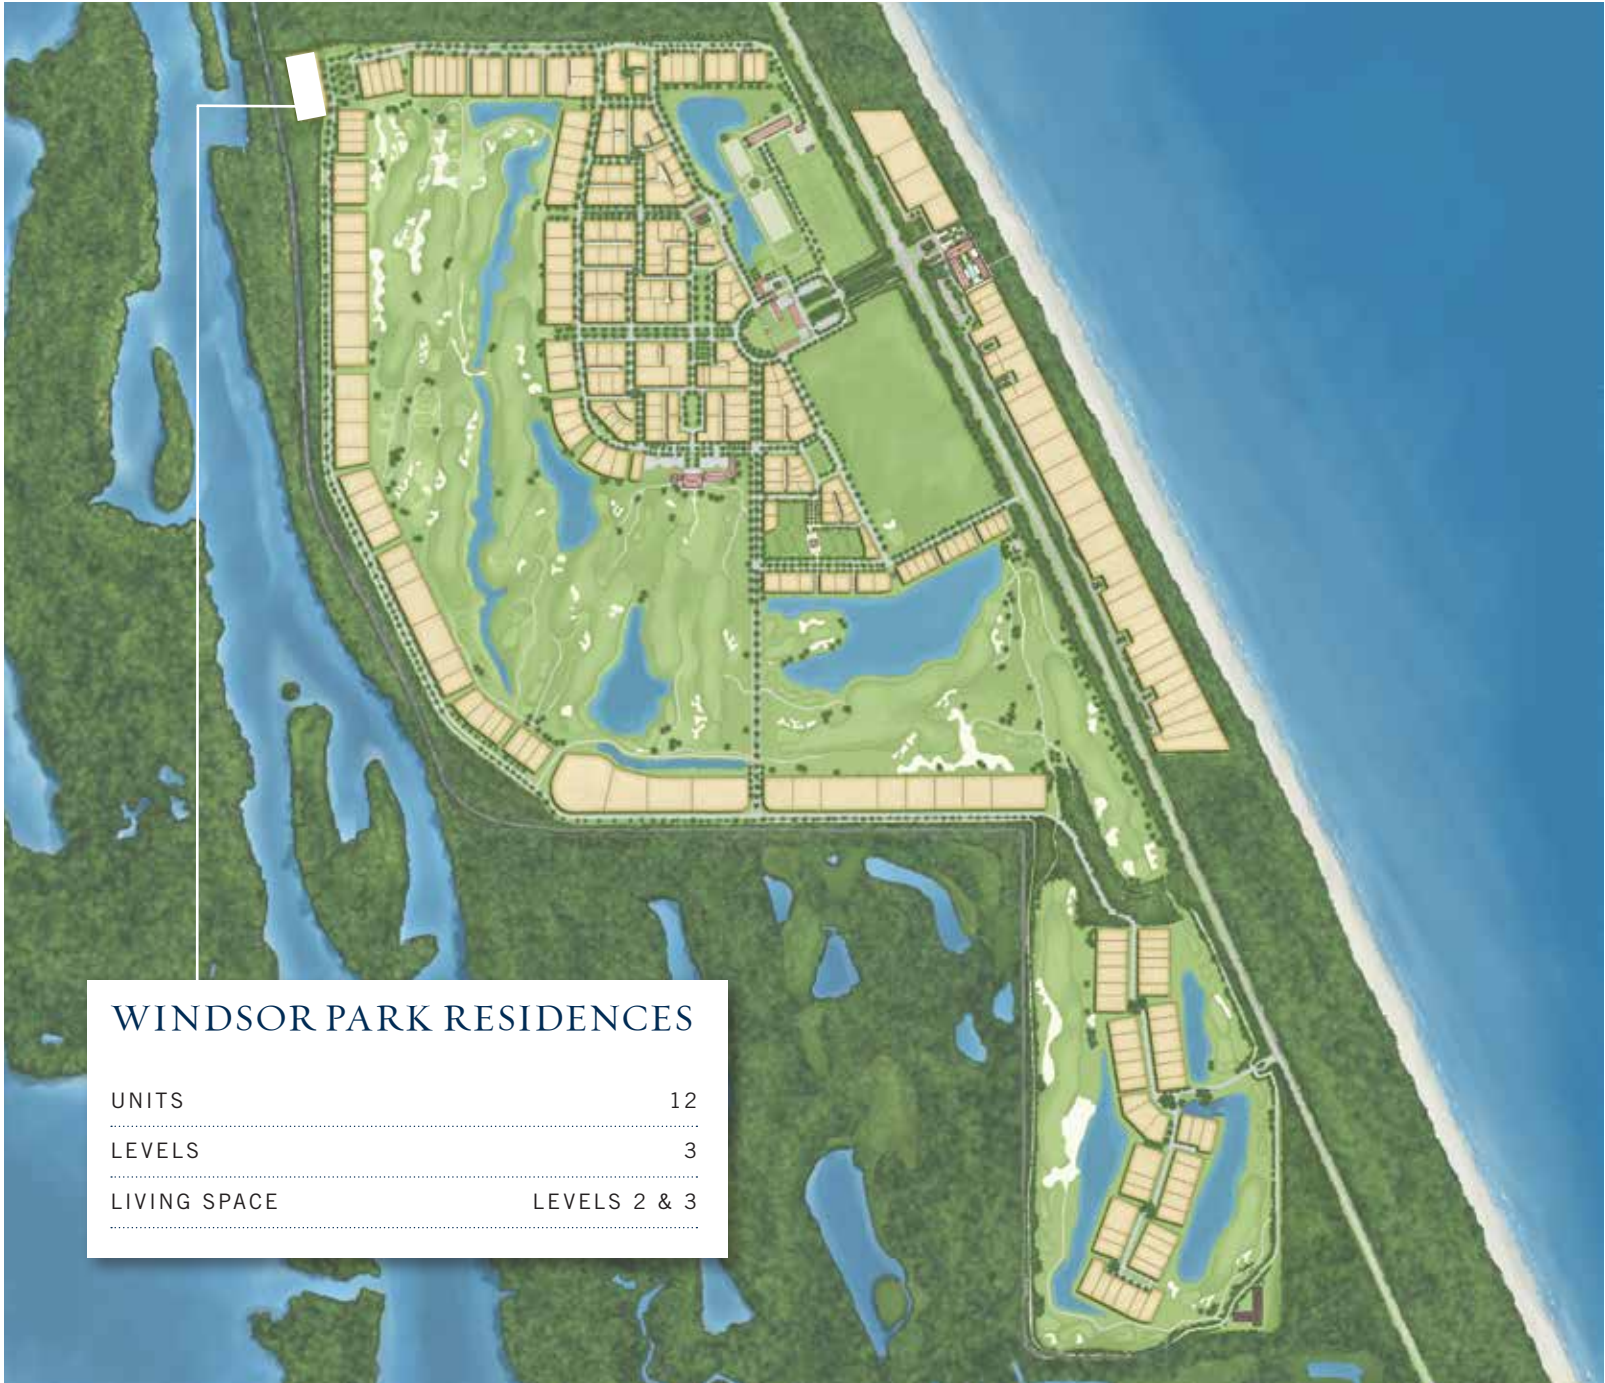 WINDSOR PARK RESIDENCES
UNITS 12
LEVELS 3
LIVING SPACE LEVELS 2 & 3